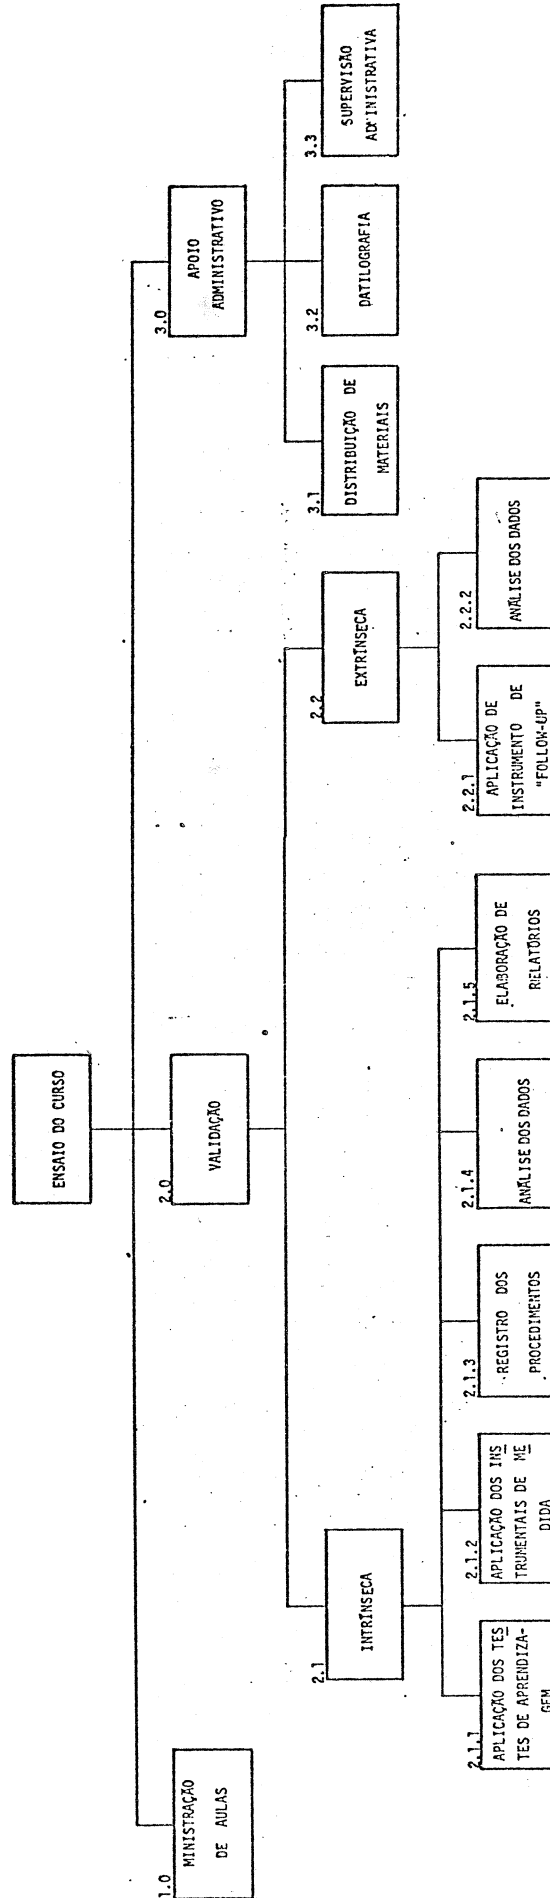 ENSAIO DO CURSO
1.0
MINISTRAÇÃO
DE AULAS
2.0
VALIDAÇÃO
3.0
APOIO
ADMINISTRATIVO
2.1
INTRÍNSECA
2.2
EXTRÍNSECA
3.1
DISTRIBUIÇÃO DE
MATERIAIS
3.2
DATILOGRAFIA
3.3
SUPERVISÃO
ADMINISTRATIVA
2.1.1
APLICAÇÃO DOS TES
TES DE APRENDIZA-
GEM
2.1.2
APLICAÇÃO DOS INS
TRUMENTAIS DE ME
DIDA
2.1.3
REGISTRO DOS
PROCEDIMENTOS
2.1.4
ANÁLISE DOS DADOS
2.1.5
ELABORAÇÃO DE
RELATÓRIOS
2.2.1
APLICAÇÃO DE
INSTRUMENTO DE
"FOLLOW-UP"
2.2.2
ANÁLISE DOS DADOS